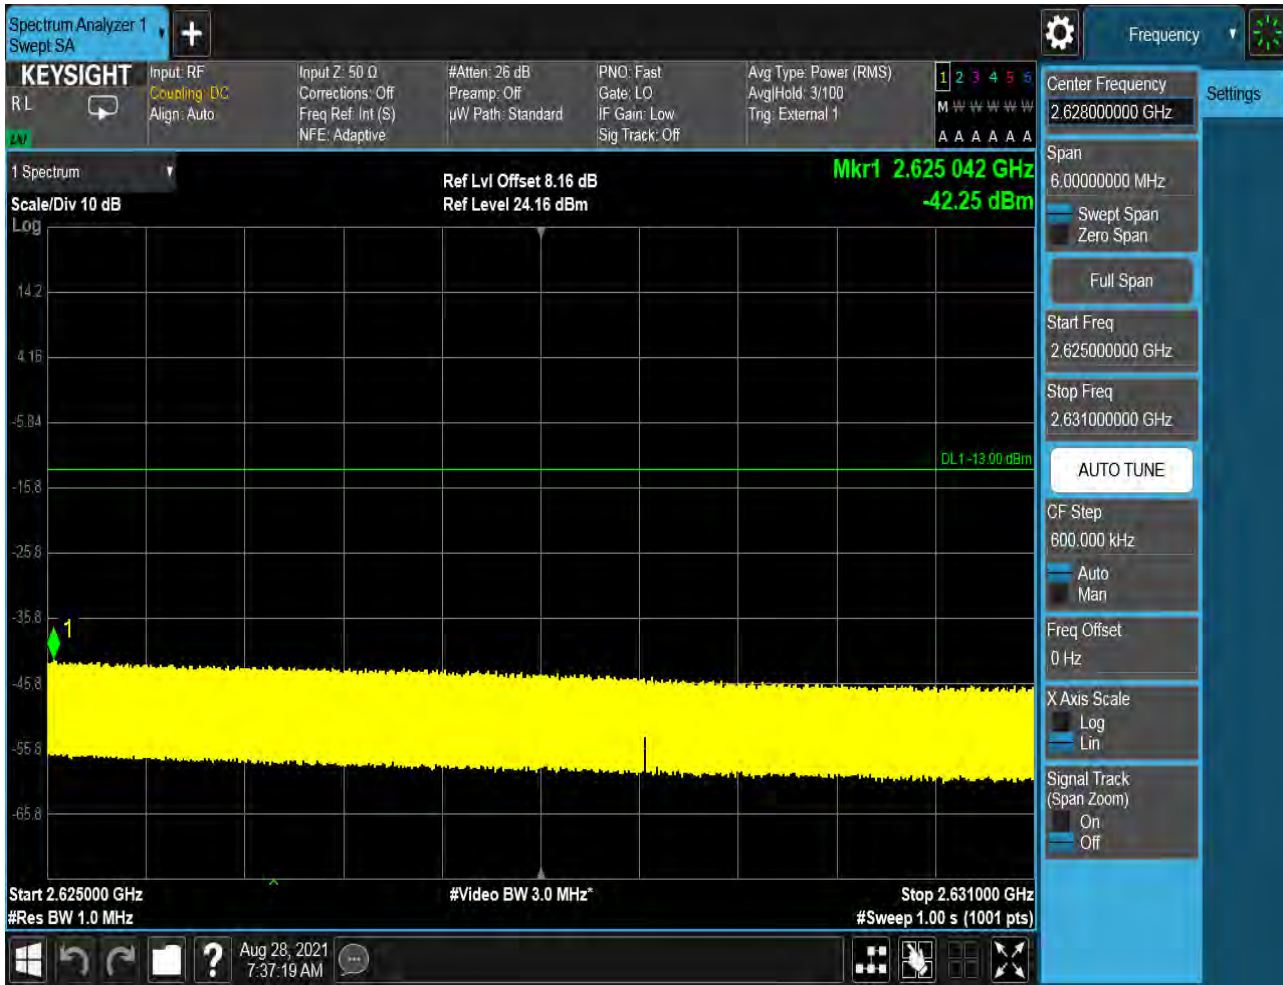 Spectrum Analyzer 1
Swept SA
Frequency
KEYSIGHT
R L
Input: RF
Coupling: DC
Align: Auto
Input Z: 50 Ω
Corrections: Off
Freq Ref: Int (S)
NFE: Adaptive
#Atten: 26 dB
Preamp: Off
µW Path: Standard
PNO: Fast
Gate: LO
IF Gain: Low
Sig Track: Off
Avg Type: Power (RMS)
Avg|Hold: 3/100
Trig: External 1
1 2 3 4 5 6
M W W W W W
A A A A A A
1 Spectrum
Scale/Div 10 dB
Log
Ref Lvl Offset 8.16 dB
Ref Level 24.16 dBm
Mkr1 2.625 042 GHz
-42.25 dBm
14.2
4.16
-5.84
-15.8
-25.8
-35.8
-45.8
-55.8
-65.8
DL1 -13.00 dBm
1
Start 2.625000 GHz
#Res BW 1.0 MHz
#Video BW 3.0 MHz*
Stop 2.631000 GHz
#Sweep 1.00 s (1001 pts)
Center Frequency
2.628000000 GHz
Settings
Span
6.00000000 MHz
Swept Span
Zero Span
Full Span
Start Freq
2.625000000 GHz
Stop Freq
2.631000000 GHz
AUTO TUNE
CF Step
600.000 kHz
Auto
Man
Freq Offset
0 Hz
X Axis Scale
Log
Lin
Signal Track
(Span Zoom)
On
Off
?
Aug 28, 2021
7:37:19 AM